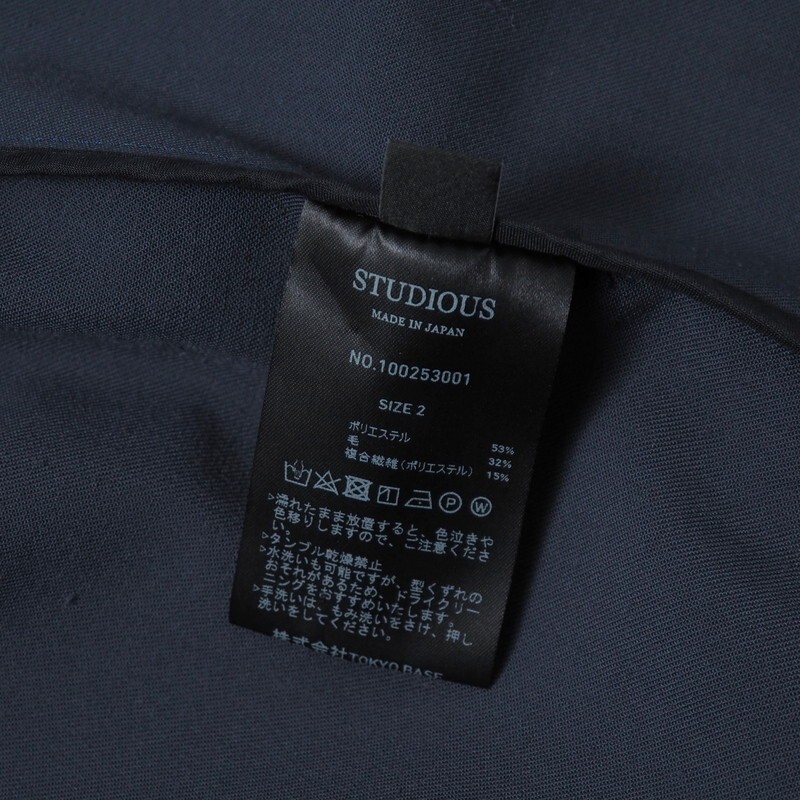 STUDIOUS
MADE IN JAPAN
NO.100253001
SIZE 2
ポリエステル 53%
毛 32%
複合繊維(ポリエステル) 15%
P W
>濡れたまま放置すると、色泣きや
色移りしますので、ご注意くださ
い。
>タンブル乾燥禁止
>水洗いも可能ですが、型くずれの
おそれがあるため、ドライクリー
ニングをおすすめいたします。
>手洗いは、もみ洗いをさけ、押し
洗いをしてください。
株式会社TOKYO BASE